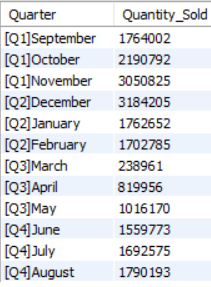 Quarter Quantity_Sold
[Q1]September 1764002
[Q1]October 2190792
[Q1]November 3050825
[Q2]December 3184205
[Q2]January 1762652
[Q2]February 1702785
[Q3]March 238961
[Q3]April 819956
[Q3]May 1016170
[Q4]June 1559773
[Q4]July 1692575
[Q4]August 1790193